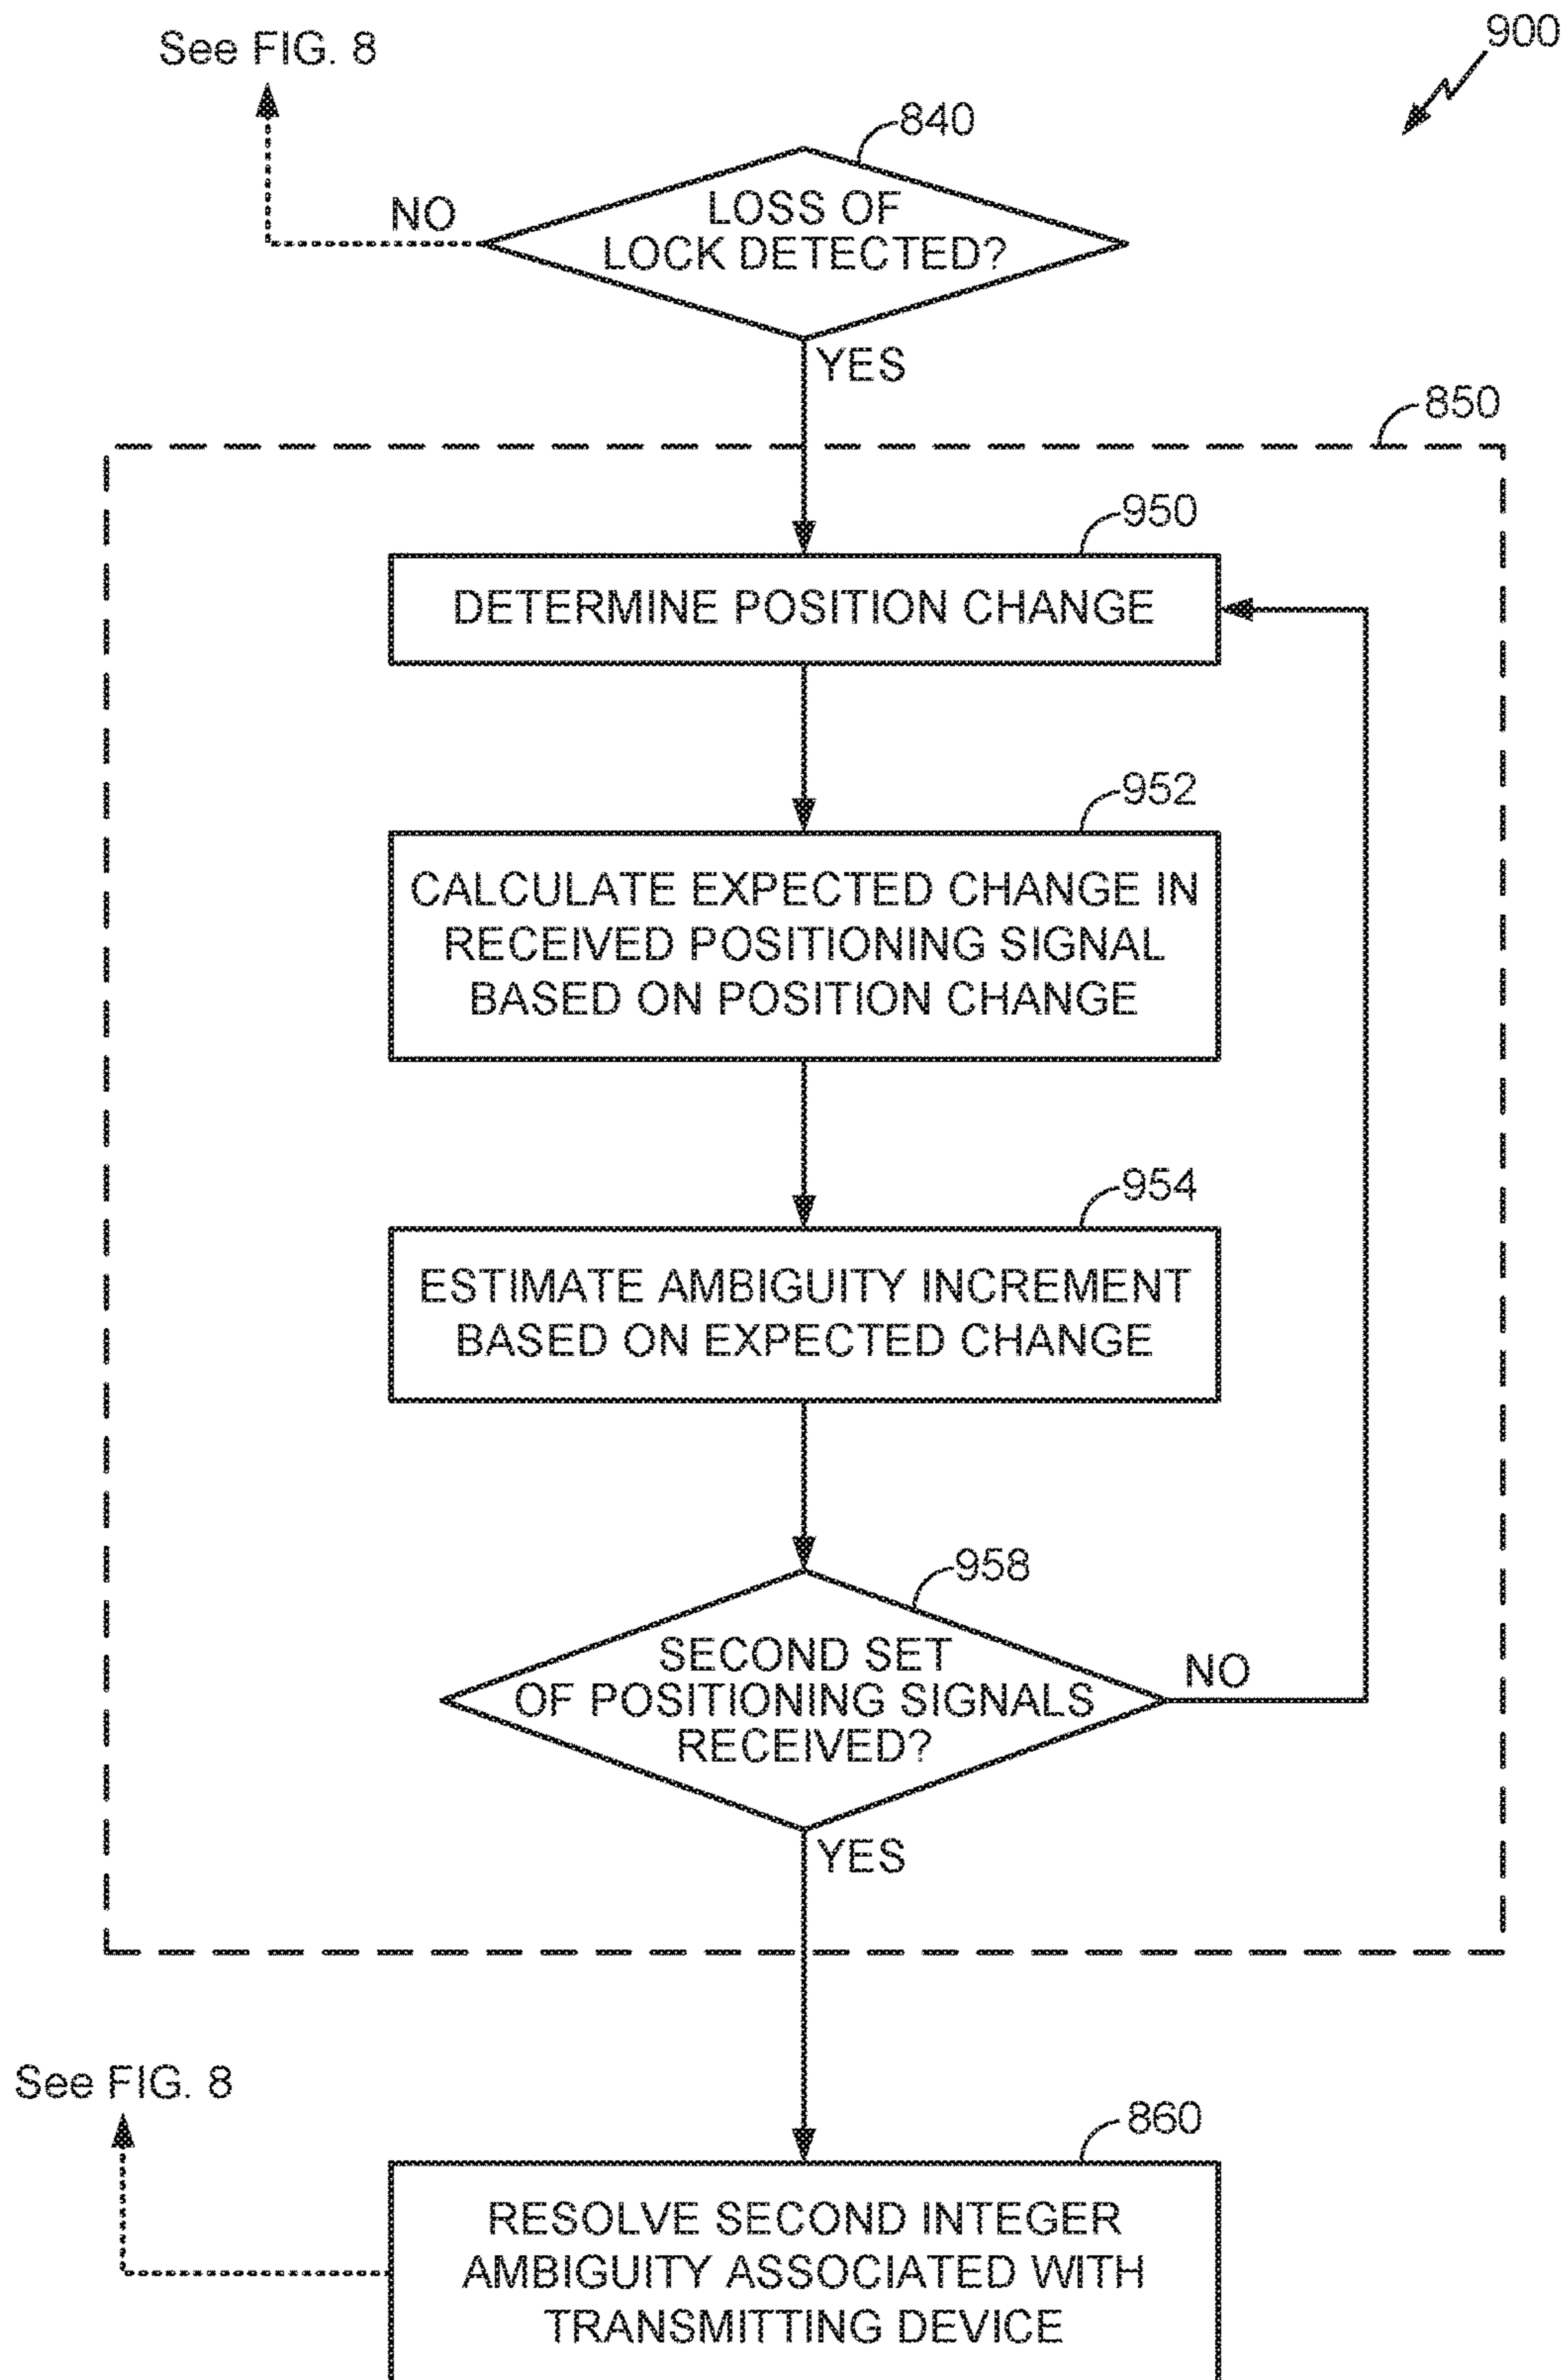 900
See FIG. 8
840
LOSS OF
LOCK DETECTED?
NO
YES
850
950
DETERMINE POSITION CHANGE
952
CALCULATE EXPECTED CHANGE IN
RECEIVED POSITIONING SIGNAL
BASED ON POSITION CHANGE
954
ESTIMATE AMBIGUITY INCREMENT
BASED ON EXPECTED CHANGE
958
SECOND SET
OF POSITIONING SIGNALS
RECEIVED?
NO
YES
See FIG. 8
860
RESOLVE SECOND INTEGER
AMBIGUITY ASSOCIATED WITH
TRANSMITTING DEVICE